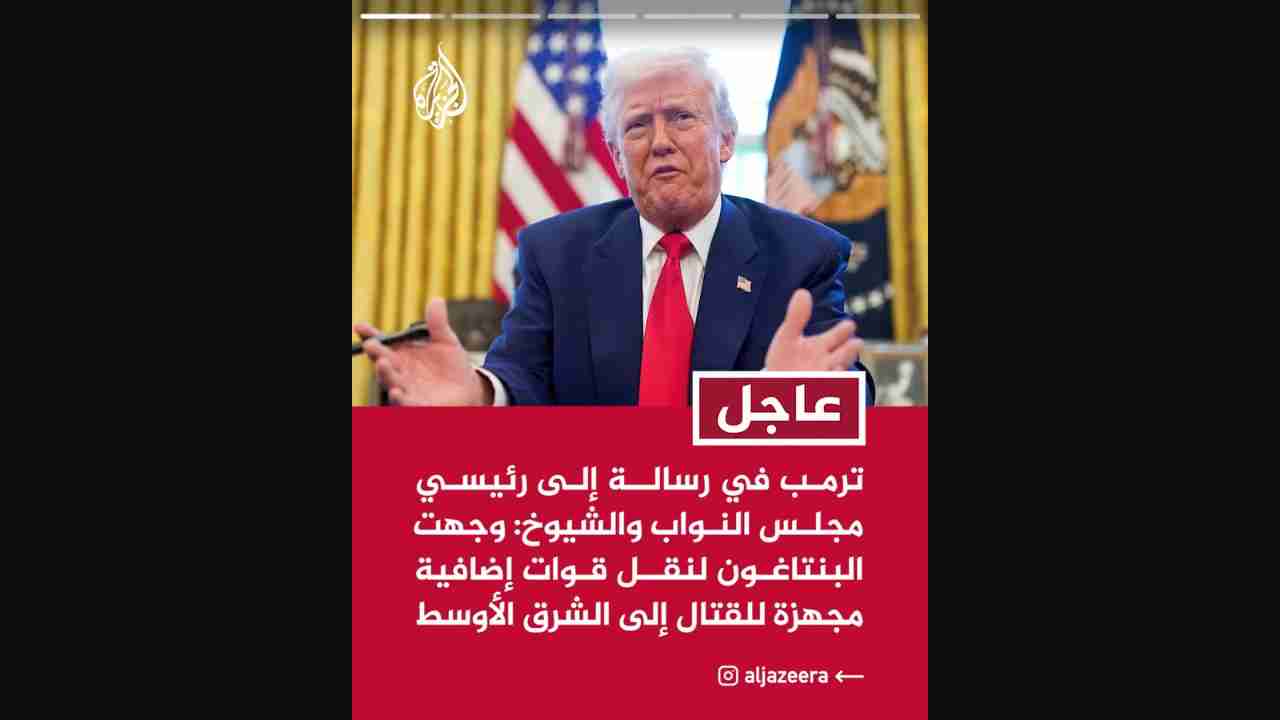 الجزيرة
عاجل
ترمب في رسالة إلى رئيسي
مجلس النواب والشيوخ: وجهت
البنتاغون لنقل قوات إضافية
مجهزة للقتال إلى الشرق الأوسط
aljazeera